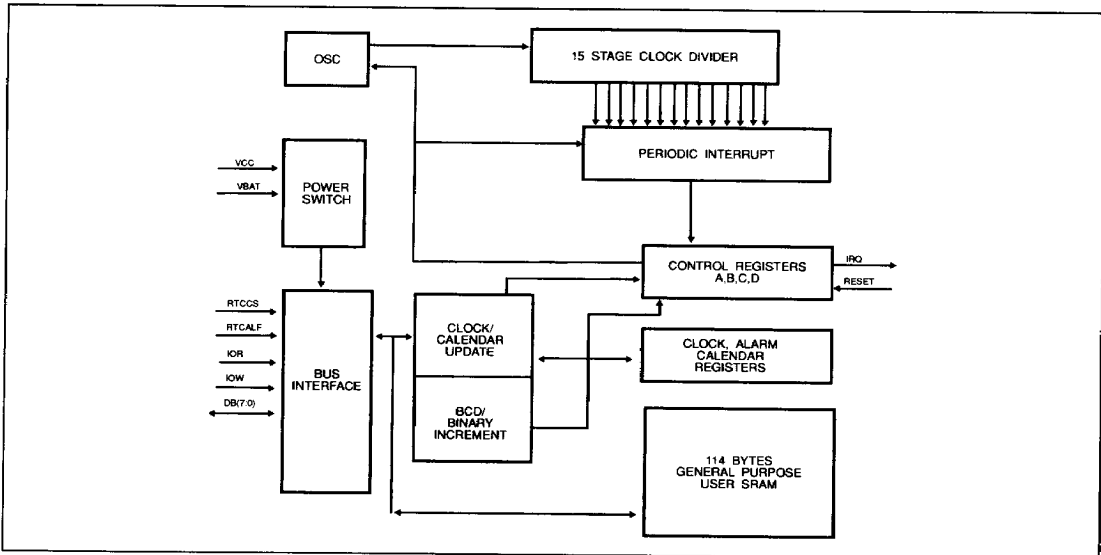 OSC
15 STAGE CLOCK DIVIDER
PERIODIC INTERRUPT
VCC
VBAT
POWER
SWITCH
CONTROL REGISTERS
A,B,C,D
IRQ
RESET
RTCCS
RTCALF
IOR
IOW
DB(7:0)
BUS
INTERFACE
CLOCK/
CALENDAR
UPDATE
BCD/
BINARY
INCREMENT
CLOCK, ALARM
CALENDAR
REGISTERS
114 BYTES
GENERAL PURPOSE
USER SRAM